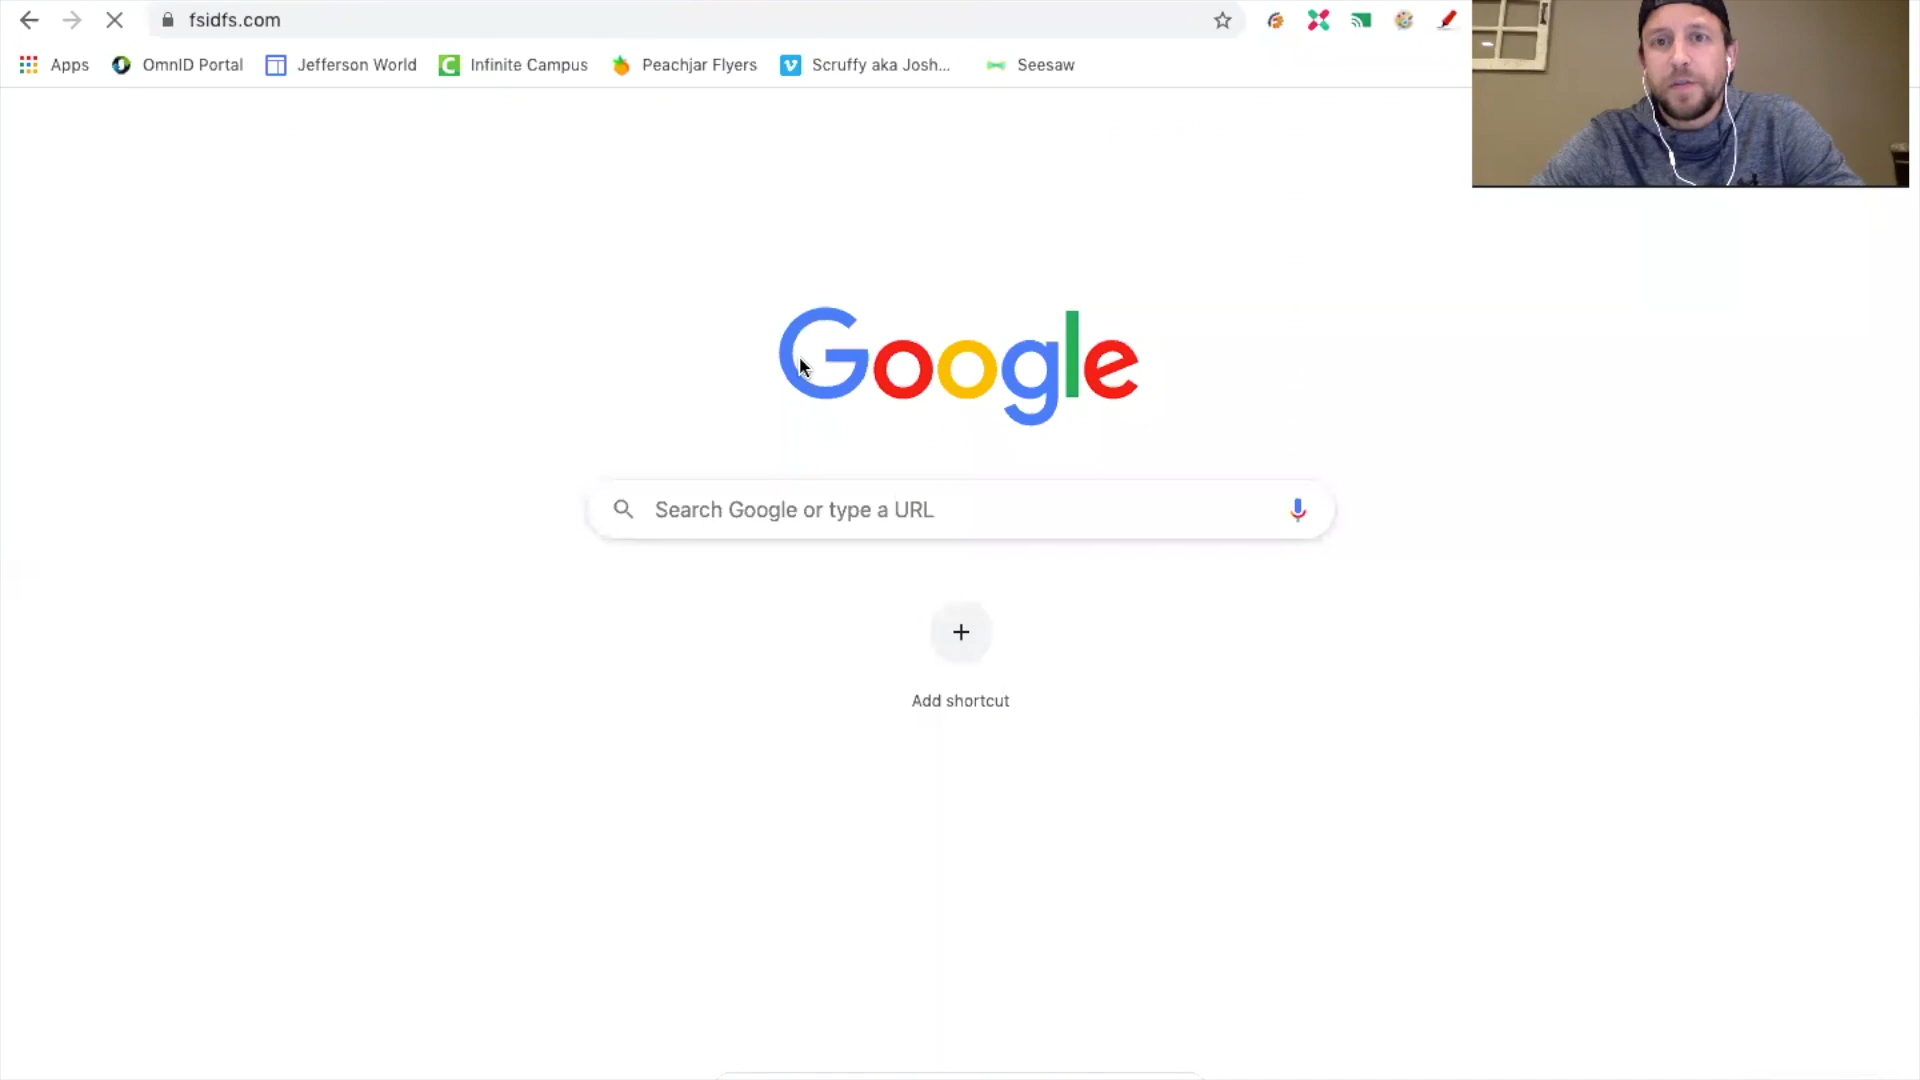 fsidfs.com
Apps OmnID Portal Jefferson World Infinite Campus Peachjar Flyers Scruffy aka Josh... Seesaw
Google
Search Google or type a URL
Add shortcut